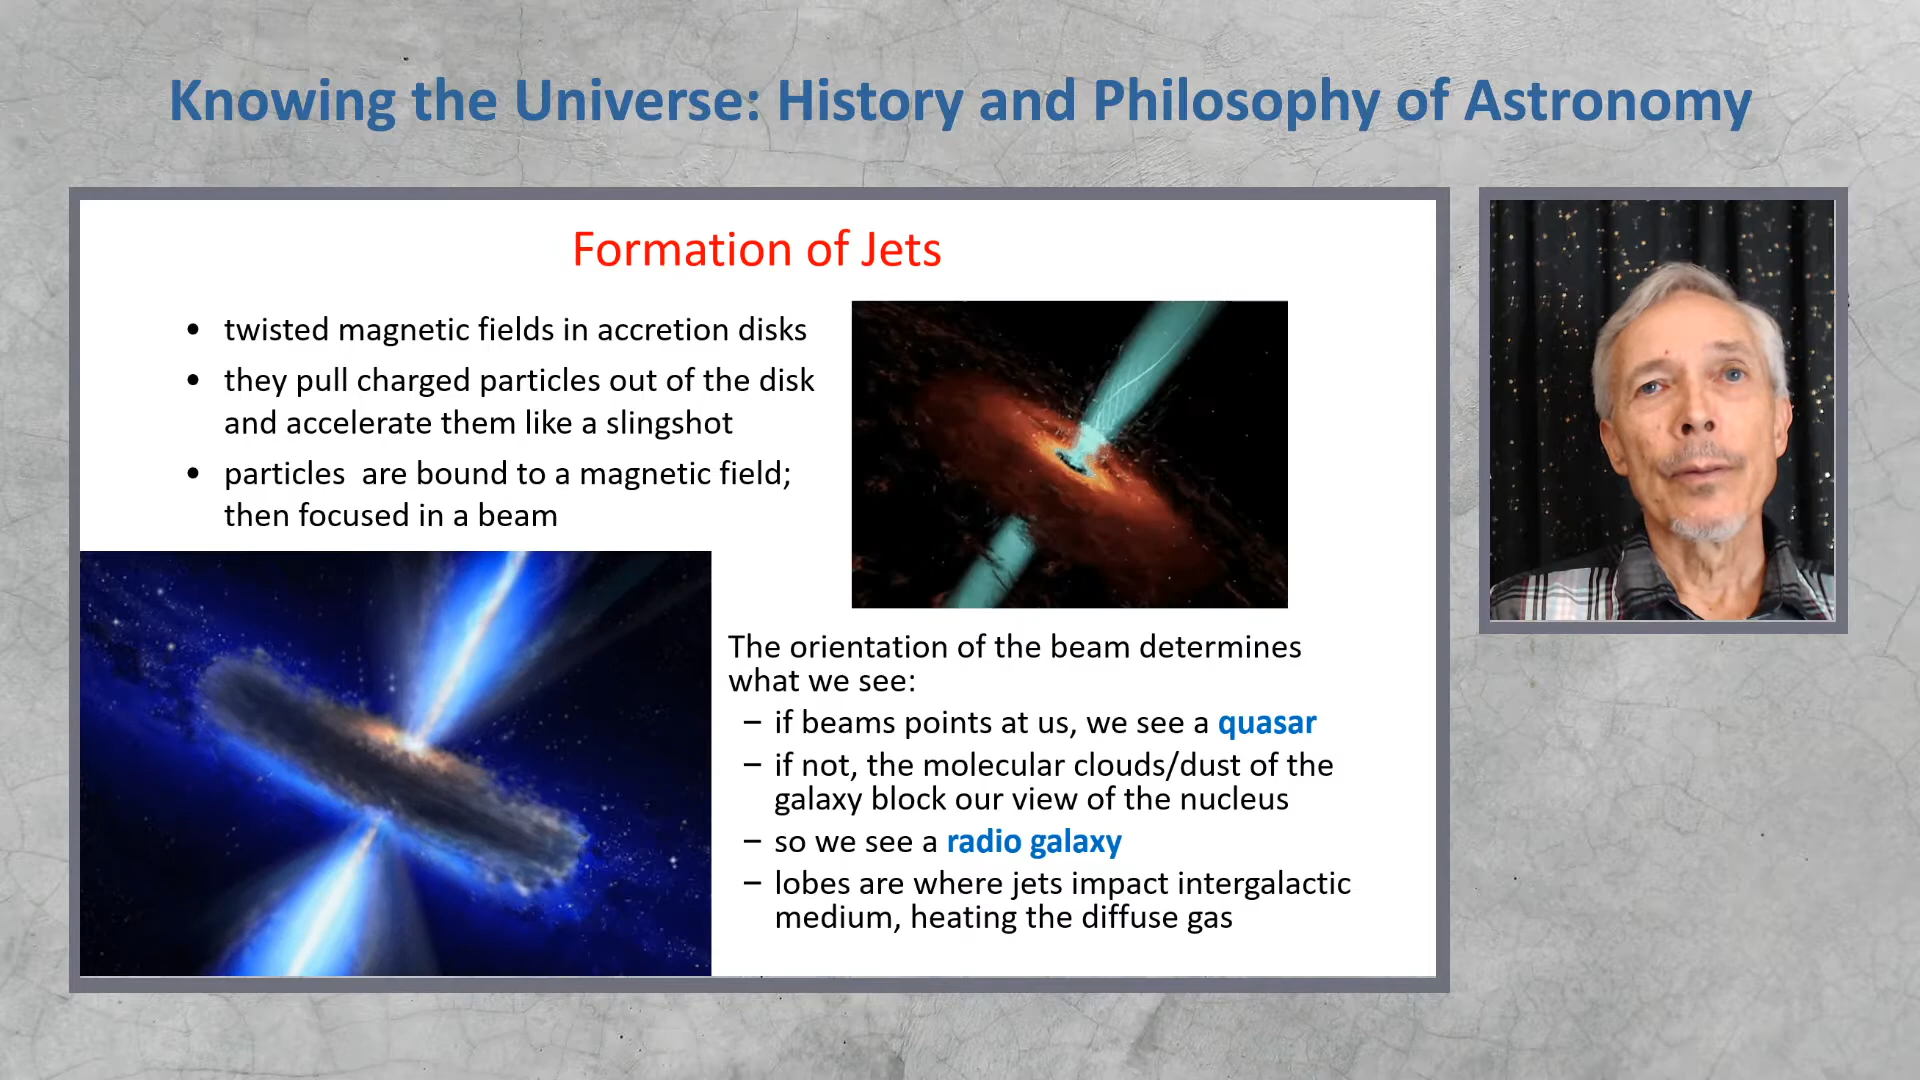 Knowing the Universe: History and Philosophy of Astronomy
Formation of Jets
• twisted magnetic fields in accretion disks
• they pull charged particles out of the disk
and accelerate them like a slingshot
• particles  are bound to a magnetic field;
then focused in a beam
The orientation of the beam determines
what we see:
– if beams points at us, we see a quasar
– if not, the molecular clouds/dust of the
galaxy block our view of the nucleus
– so we see a radio galaxy
– lobes are where jets impact intergalactic
medium, heating the diffuse gas